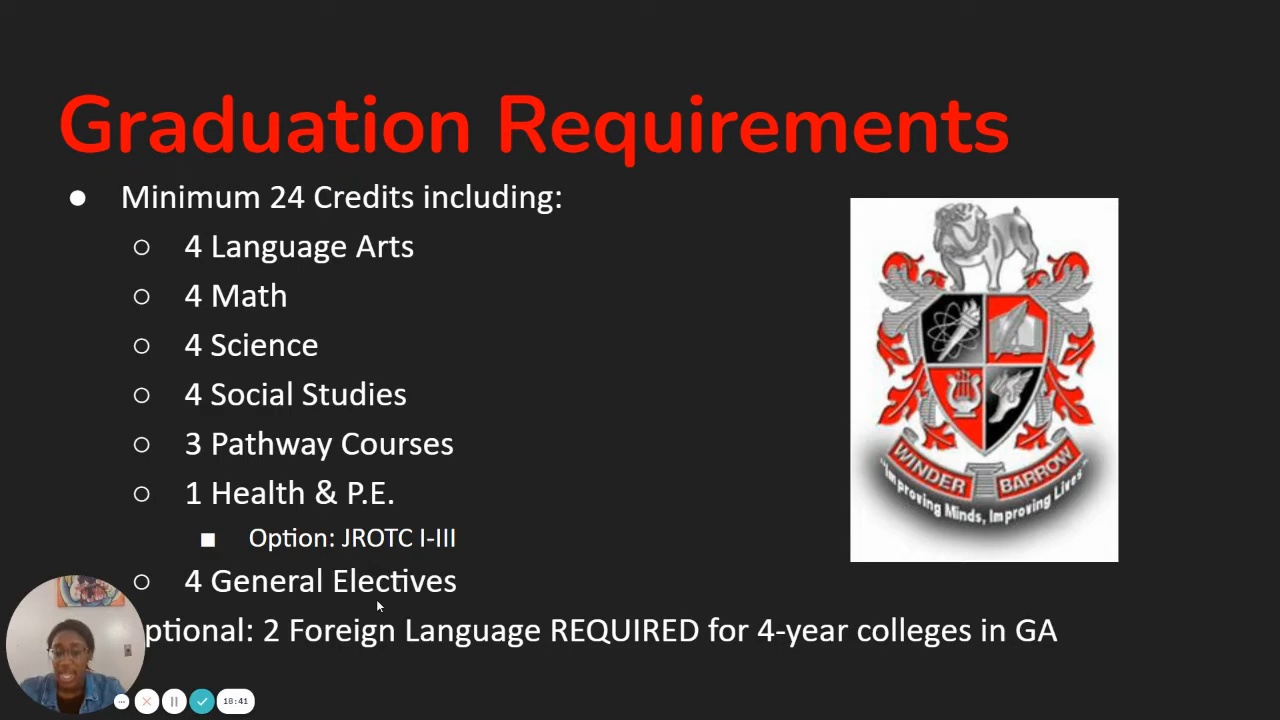 Graduation Requirements
Minimum 24 Credits including:
4 Language Arts
4 Math
4 Science
4 Social Studies
3 Pathway Courses
1 Health & P.E.
Option: JROTC I-III
4 General Electives
ptional: 2 Foreign Language REQUIRED for 4-year colleges in GA
WINDER BARROW
"Improving Minds, Improving Lives"
18:41